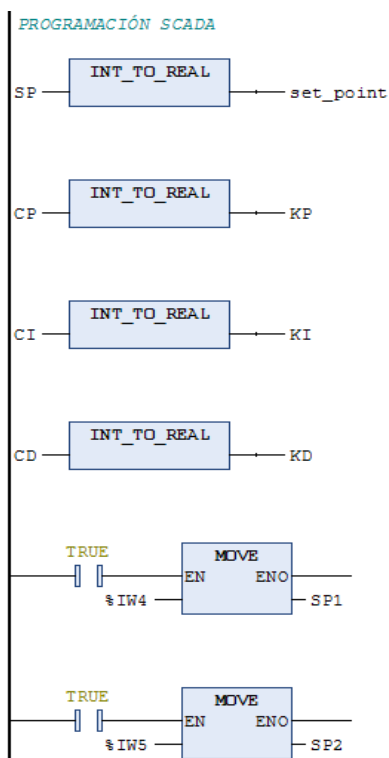 PROGRAMACIÓN SCADA
INT_TO_REAL
SP set_point
INT_TO_REAL
CP KP
INT_TO_REAL
CI KI
INT_TO_REAL
CD KD
TRUE MOVE
EN ENO
%IW4 SP1
TRUE MOVE
EN ENO
%IW5 SP2